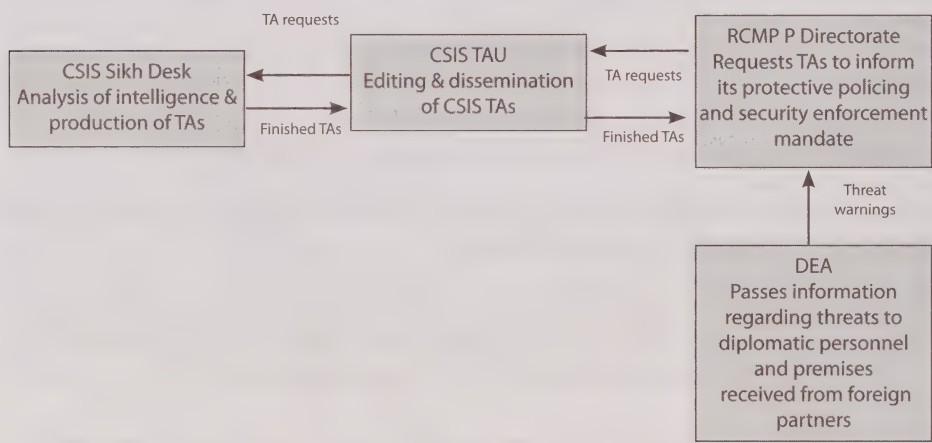 TA requests
CSIS Sikh Desk
Analysis of intelligence &
production of TAs
Finished TAs
CSIS TAU
Editing & dissemination
of CSIS TAs
TA requests
Finished TAs
RCMP P Directorate
Requests TAs to inform
its protective policing
and security enforcement
mandate
Threat
warnings
DEA
Passes information
regarding threats to
diplomatic personnel
and premises
received from foreign
partners